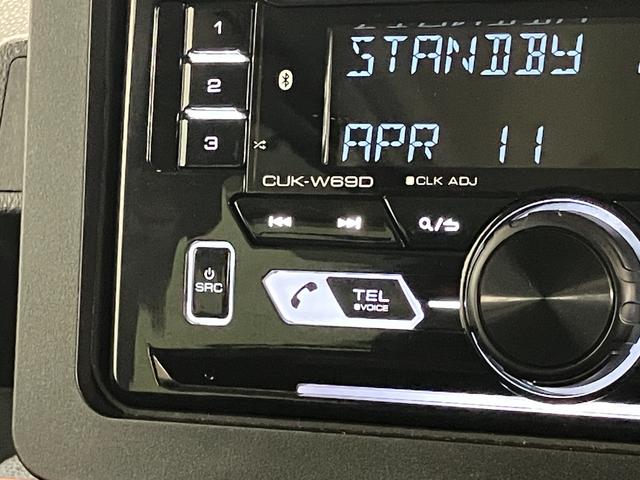 1
STANDBY
2
3
APR 11
CUK-W69D
CLK ADJ
SRC
TEL
VOICE